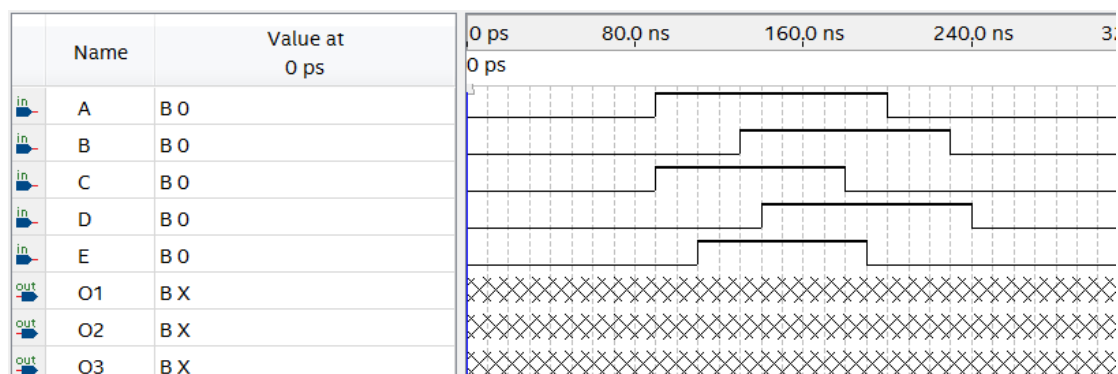 Name
Value at
0 ps
0 ps
80.0 ns
160.0 ns
240.0 ns
0 ps
in
A
B 0
in
B
B 0
in
C
B 0
in
D
B 0
in
E
B 0
out
O1
B X
out
O2
B X
out
O3
B X